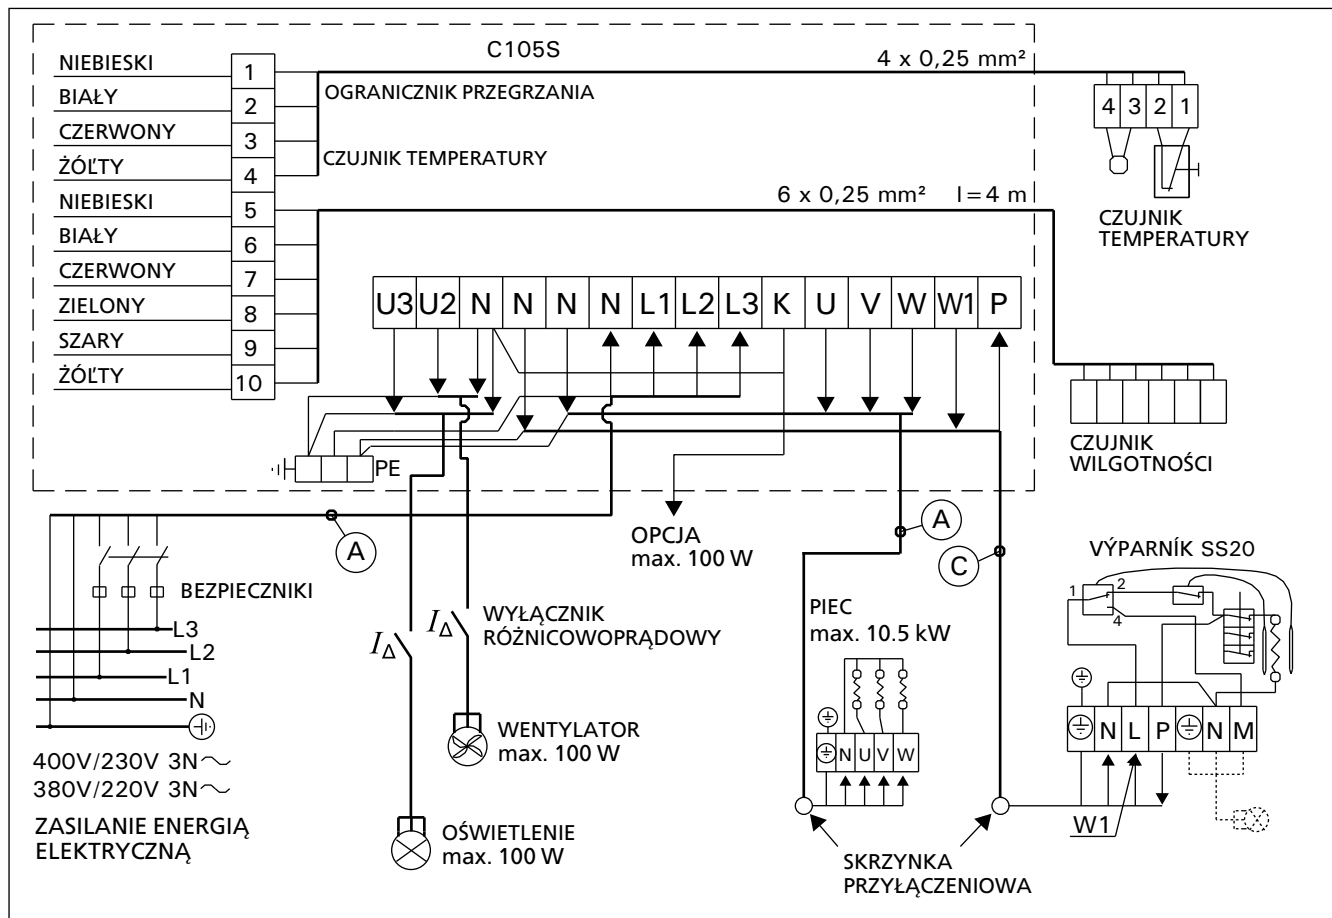 C105S
4 x 0,25 mm²
NIEBIESKI 1
BIAŁY 2
CZERWONY 3
ŻÓĽTY 4
NIEBIESKI 5
BIAŁY 6
CZERWONY 7
ZIELONY 8
SZARY 9
ŻÓĽTY 10
OGRANICZNIK PRZEGRZANIA
CZUJNIK TEMPERATURY
4 3 2 1
CZUJNIK
TEMPERATURY
6 x 0,25 mm² l = 4 m
U3 U2 N N N N L1 L2 L3 K U V W W1 P
CZUJNIK
WILGOTNOŚCI
PE
A
OPCJA
max. 100 W
A
C
BEZPIECZNIKI
L3
L2
L1
N
400V/230V 3N
380V/220V 3N
ZASILANIE ENERGIĄ
ELEKTRYCZNĄ
IΔ
IΔ
WYŁĄCZNIK
RÓŻNICOWOPRĄDOWY
WENTYLATOR
max. 100 W
OŚWIETLENIE
max. 100 W
PIEC
max. 10.5 kW
N U V W
VÝPARNÍK SS20
1 2
4
N L P N M
W1
SKRZYNKA
PRZYŁĄCZENIOWA